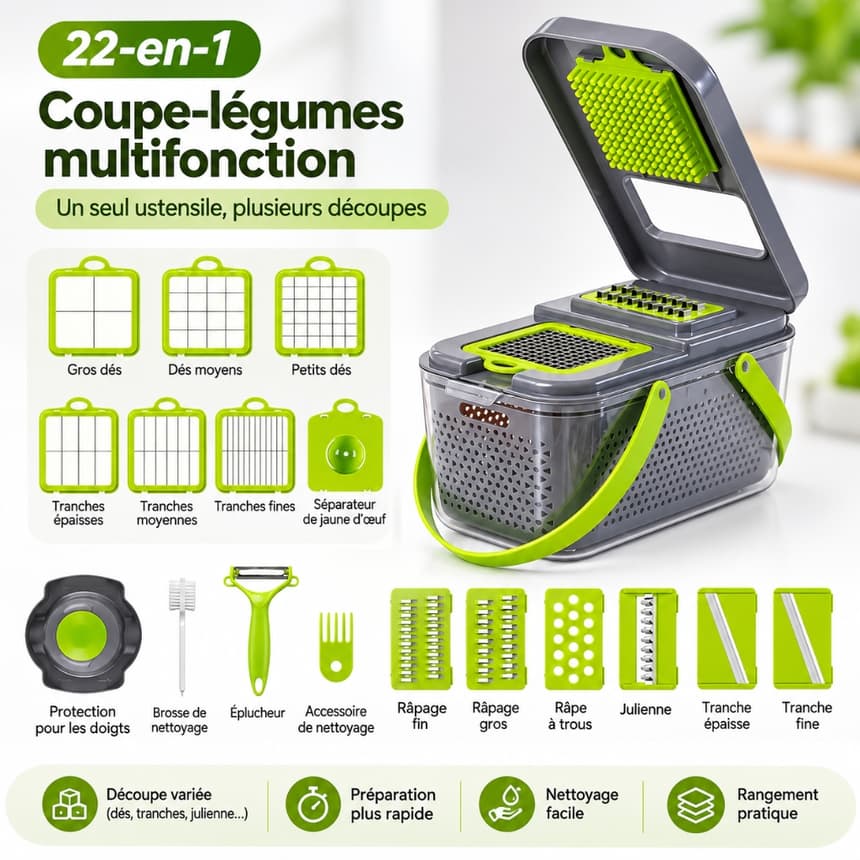 22-en-1
Coupe-légumes
multifonction
Un seul ustensile, plusieurs découpes
Gros dés
Dés moyens
Petits dés
Tranches
épaisses
Tranches
moyennes
Tranches fines
Séparateur
de jaune d'œuf
Protection
pour les doigts
Brosse de
nettoyage
Éplucheur
Accessoire
de nettoyage
Râpage
fin
Râpage
gros
Râpe
à trous
Julienne
Tranche
épaisse
Tranche
fine
Découpe variée
(dés, tranches, julienne...)
Préparation
plus rapide
Nettoyage
facile
Rangement
pratique